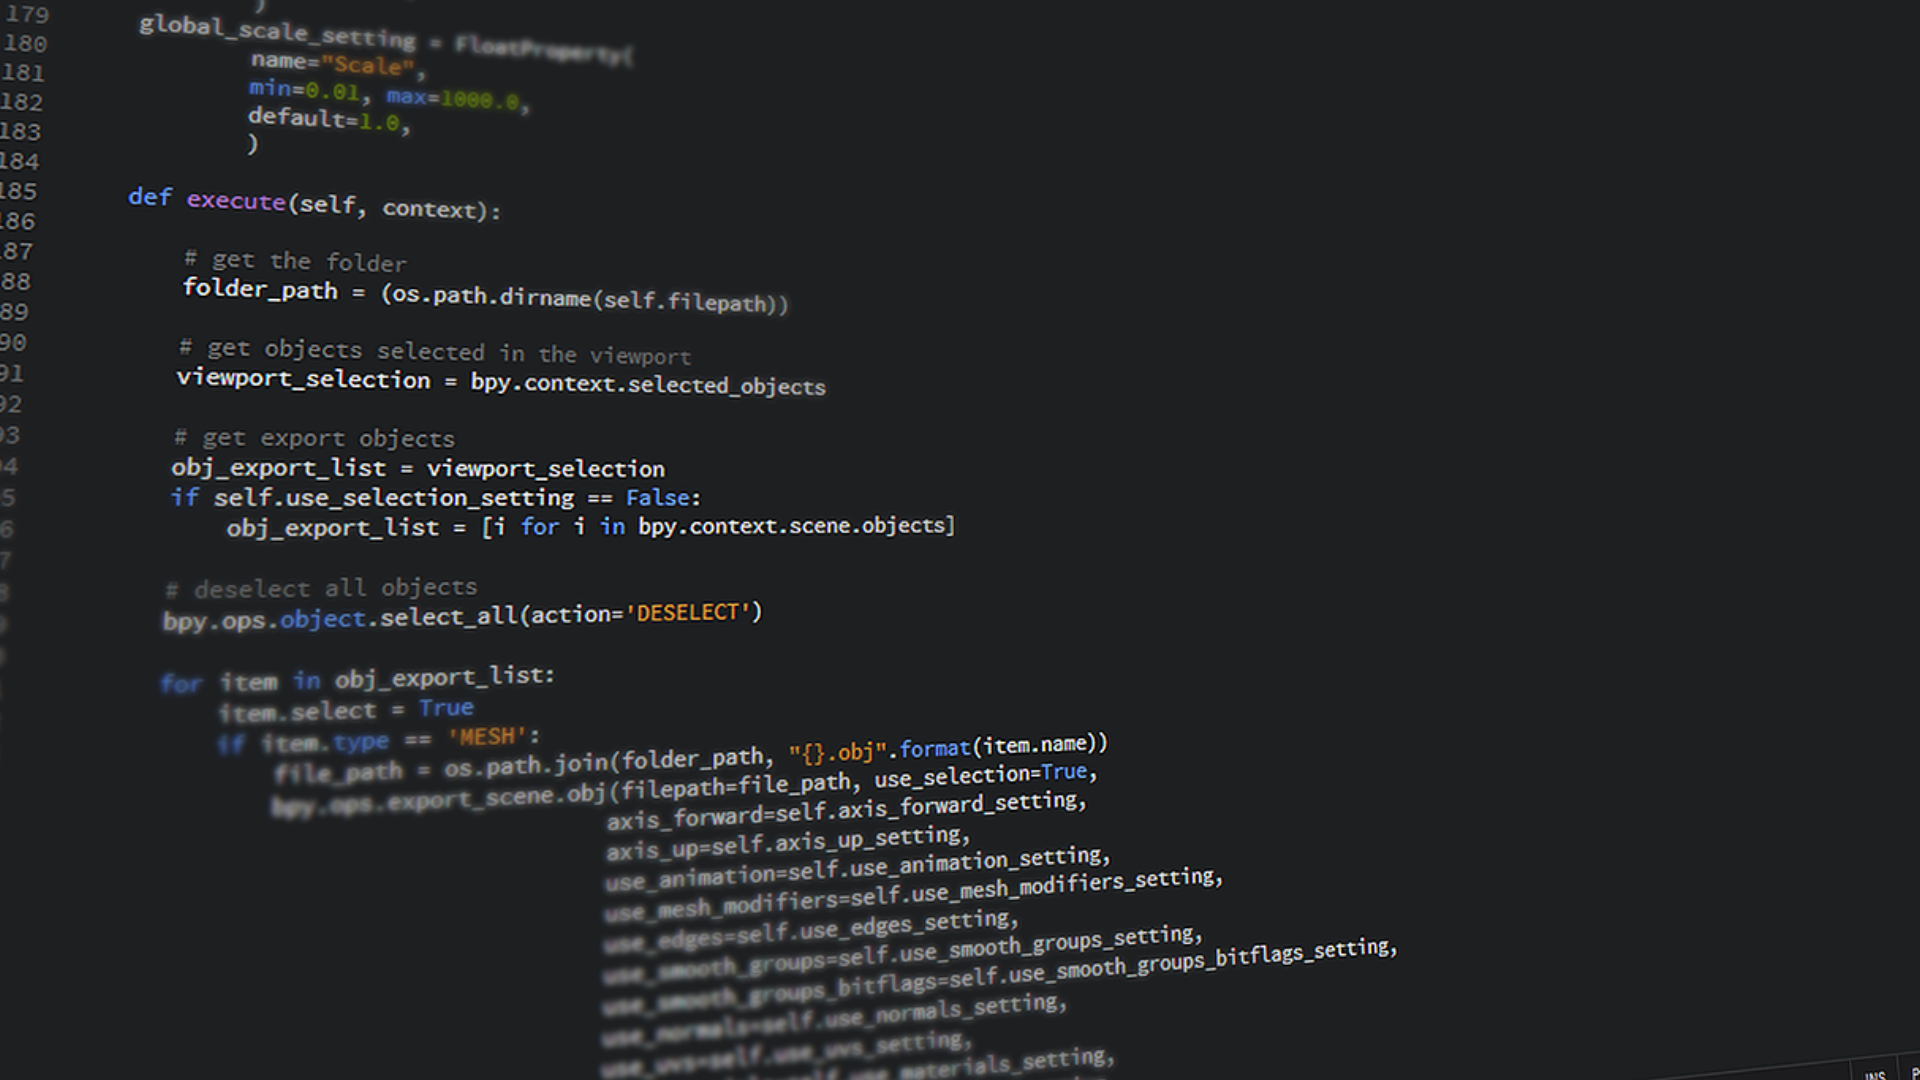 179 )
180 global_scale_setting = FloatProperty(
181 name="Scale",
182 min=0.01, max=1000.0,
183 default=1.0,
184 )
185
186 def execute(self, context):
87
88 # get the folder
89 folder_path = (os.path.dirname(self.filepath))
90
91 # get objects selected in the viewport
92 viewport_selection = bpy.context.selected_objects
93
4 # get export objects
5 obj_export_list = viewport_selection
6 if self.use_selection_setting == False:
7 obj_export_list = [i for i in bpy.context.scene.objects]
# deselect all objects
bpy.ops.object.select_all(action='DESELECT')
for item in obj_export_list:
item.select = True
if item.type == 'MESH':
file_path = os.path.join(folder_path, "{}.obj".format(item.name))
bpy.ops.export_scene.obj(filepath=file_path, use_selection=True,
axis_forward=self.axis_forward_setting,
axis_up=self.axis_up_setting,
use_animation=self.use_animation_setting,
use_mesh_modifiers=self.use_mesh_modifiers_setting,
use_edges=self.use_edges_setting,
use_smooth_groups=self.use_smooth_groups_setting,
use_smooth_groups_bitflags=self.use_smooth_groups_bitflags_setting,
use_normals=self.use_normals_setting,
use_uvs=self.use_uvs_setting,
materials_setting,
INS